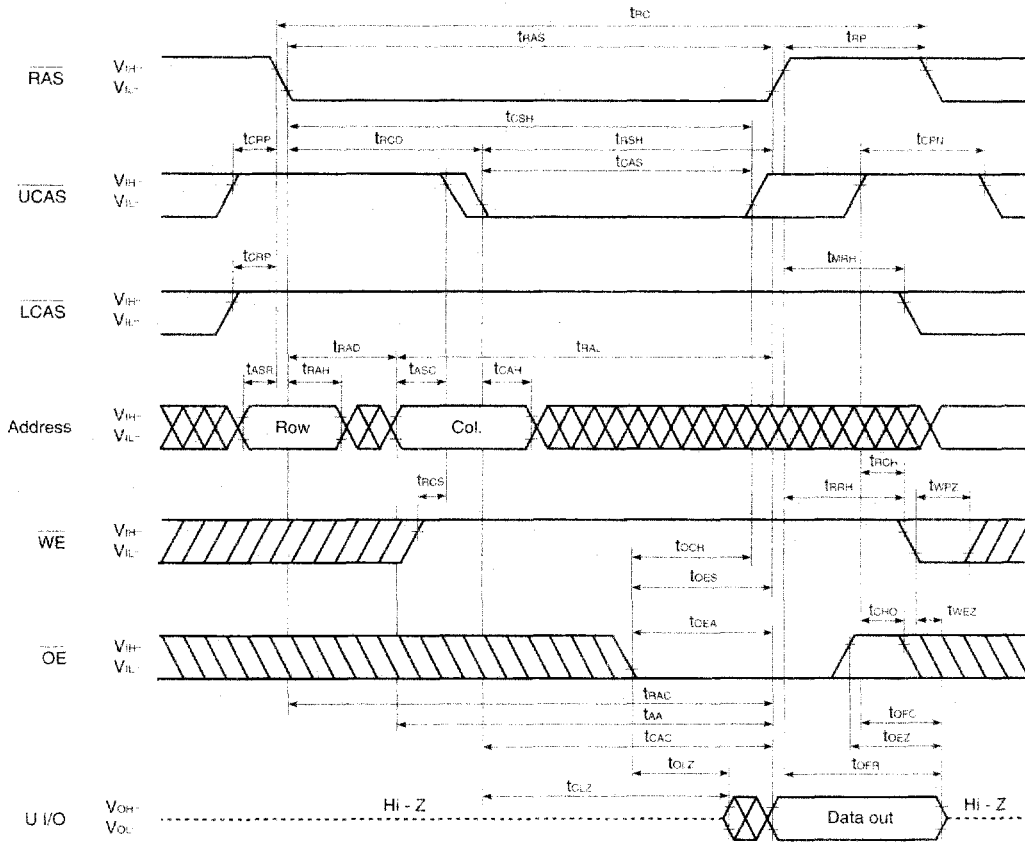 tRC
tRAS tRP
RAS VIH- VIL-
tCSH
tCRP tRCD tRSH tCPN
tCAS
UCAS VIH- VIL-
tCRP tMRH
LCAS VIH- VIL-
tRAD tRAL
tASR tRAH tASC tCAH
Address VIH- VIL- Row Col.
tRCH
tRCS tRRH tWPZ
WE VIH- VIL-
tOCH
tOES
tCHO tWEZ
tOEA
OE VIH- VIL-
tRAC
tAA tOFC
tCAC tOEZ
tOLZ tOFR
tCLZ
U I/O VOH- VOL- Hi - Z Data out Hi - Z